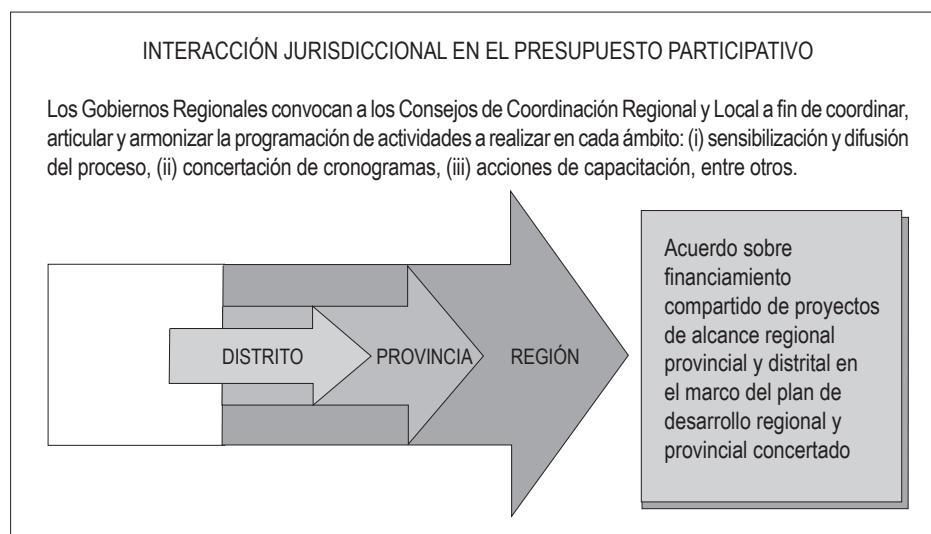 INTERACCIÓN JURISDICCIONAL EN EL PRESUPUESTO PARTICIPATIVO
Los Gobiernos Regionales convocan a los Consejos de Coordinación Regional y Local a fin de coordinar,
articular y armonizar la programación de actividades a realizar en cada ámbito: (i) sensibilización y difusión
del proceso, (ii) concertación de cronogramas, (iii) acciones de capacitación, entre otros.
DISTRITO
PROVINCIA
REGIÓN
Acuerdo sobre
financiamiento
compartido de proyectos
de alcance regional
provincial y distrital en
el marco del plan de
desarrollo regional y
provincial concertado